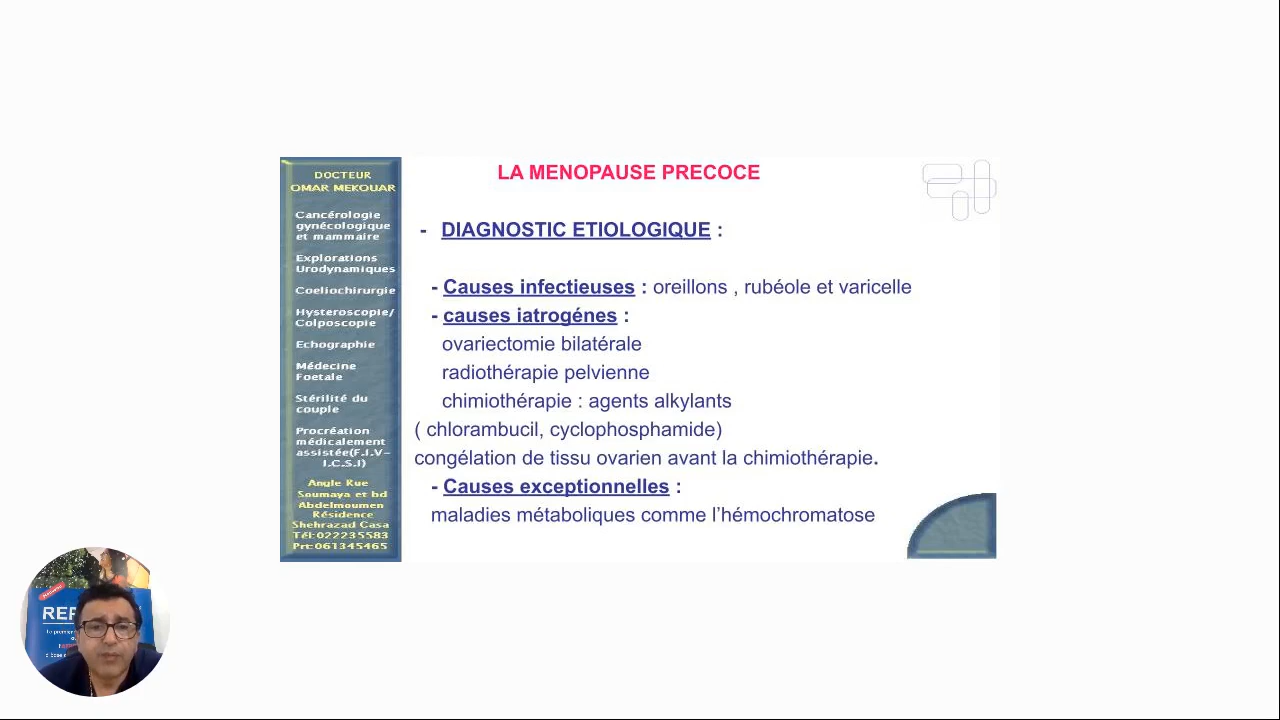 DOCTEUR
OMAR MEKOUAR
Cancérologie
gynécologique
et mammaire
Explorations
Urodynamiques
Coeliochirurgie
Hysteroscopie/
Colposcopie
Echographie
Médecine
Foetale
Stérilité du
couple
Procréation
médicalement
assistée(F.I.V-
I.C.S.I)
Angle Rue
Soumaya et bd
Abdelmoumen
Résidence
Shehrazad Casa
Tél:022235583
Prt:061345465
LA MENOPAUSE PRECOCE
- DIAGNOSTIC ETIOLOGIQUE :
- Causes infectieuses : oreillons , rubéole et varicelle
- causes iatrogénes :
ovariectomie bilatérale
radiothérapie pelvienne
chimiothérapie : agents alkylants
( chlorambucil, cyclophosphamide)
congélation de tissu ovarien avant la chimiothérapie.
- Causes exceptionnelles :
maladies métaboliques comme l'hémochromatose